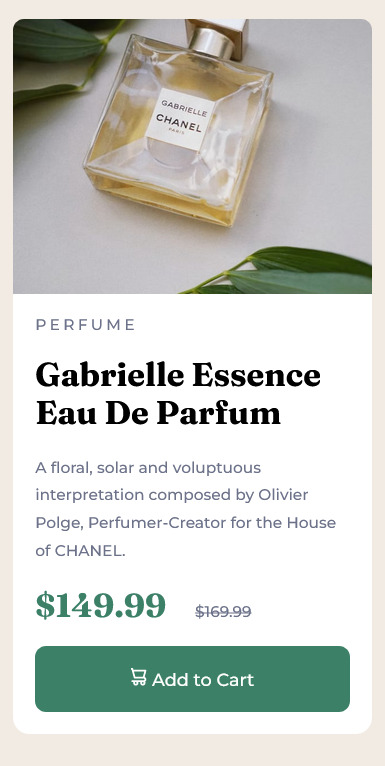 GABRIELLE
CHANEL
PARIS
PERFUME
Gabrielle Essence
Eau De Parfum
A floral, solar and voluptuous
interpretation composed by Olivier
Polge, Perfumer-Creator for the House
of CHANEL.
$149.99 $169.99
Add to Cart